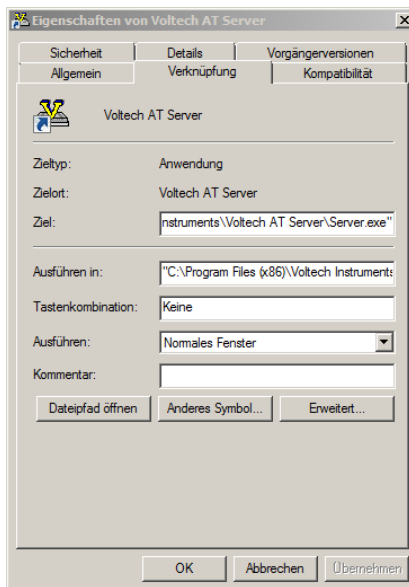 Eigenschaften von Voltech AT Server
Sicherheit Details Vorgängerversionen
Allgemein Verknüpfung Kompatibilität
Voltech AT Server
Zieltyp: Anwendung
Zielort: Voltech AT Server
Ziel: nstruments\Voltech AT Server\Server.exe"
Ausführen in: "C:\Program Files (x86)\Voltech Instruments
Tastenkombination: Keine
Ausführen: Normales Fenster
Kommentar:
Dateipfad öffnen Anderes Symbol... Erweitert...
OK Abbrechen Übernehmen